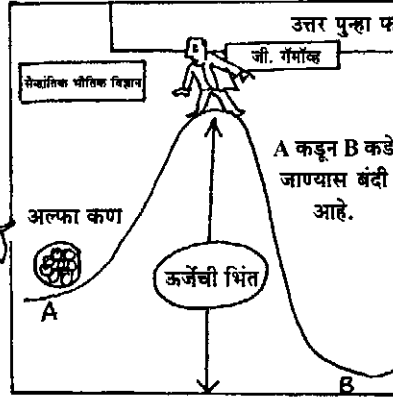 उत्तर पुन्हा
जी. गॅमॉव्ह
सैध्दांतिक भौतिक विज्ञान
A कडून B कडे
जाण्यास बंदी
आहे.
अल्फा कण
A
ऊर्जेची भिंत
B